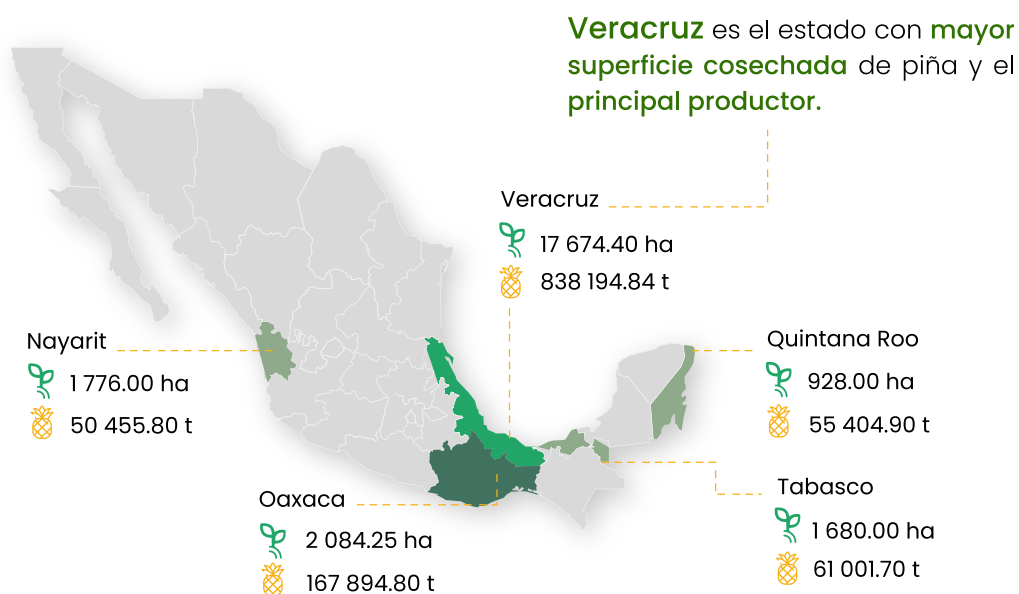 Veracruz es el estado con mayor
superficie cosechada de piña y el
principal productor.
Veracruz
17 674.40 ha
838 194.84 t
Nayarit
1 776.00 ha
50 455.80 t
Quintana Roo
928.00 ha
55 404.90 t
Oaxaca
2 084.25 ha
167 894.80 t
Tabasco
1 680.00 ha
61 001.70 t